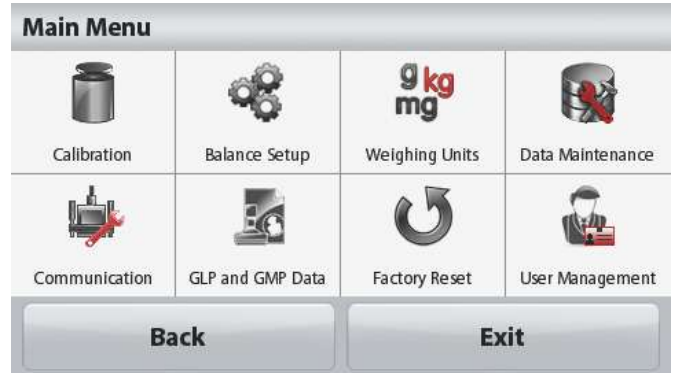 Main Menu
g kg
mg
Calibration
Balance Setup
Weighing Units
Data Maintenance
Communication
GLP and GMP Data
Factory Reset
User Management
Back
Exit